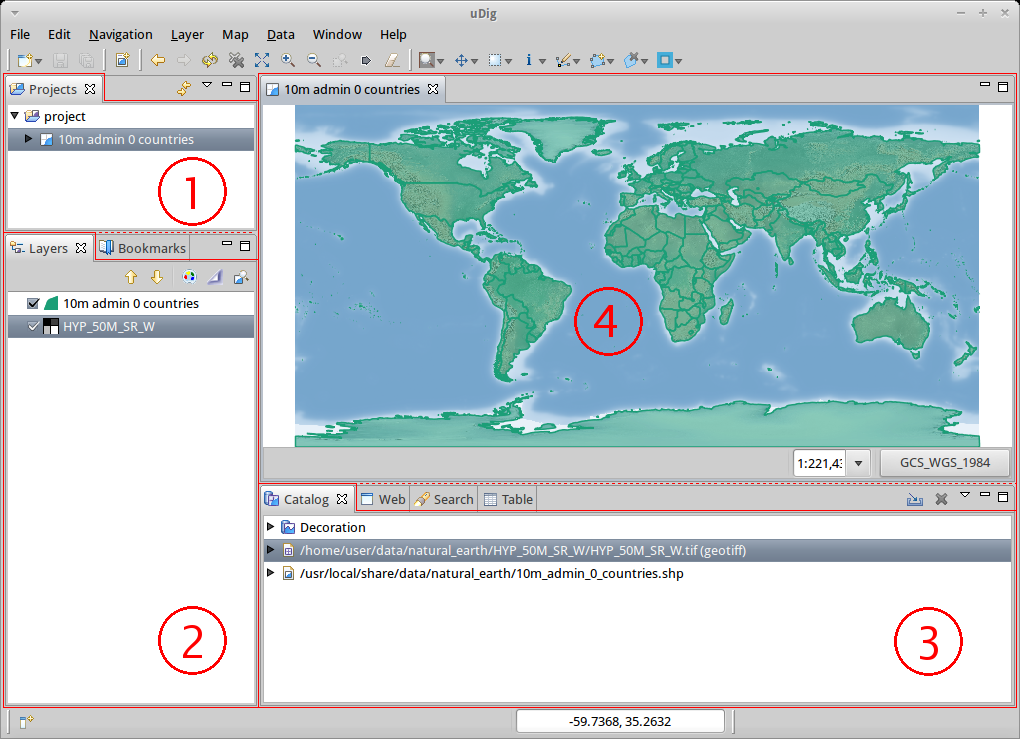 uDig
File Edit Navigation Layer Map Data Window Help
Projects
project
10m admin 0 countries
1
Layers Bookmarks
10m admin 0 countries
HYP_50M_SR_W
2
10m admin 0 countries
4
1:221,43
GCS_WGS_1984
Catalog Web Search Table
Decoration
/home/user/data/natural_earth/HYP_50M_SR_W/HYP_50M_SR_W.tif (geotiff)
/usr/local/share/data/natural_earth/10m_admin_0_countries.shp
3
-59.7368, 35.2632